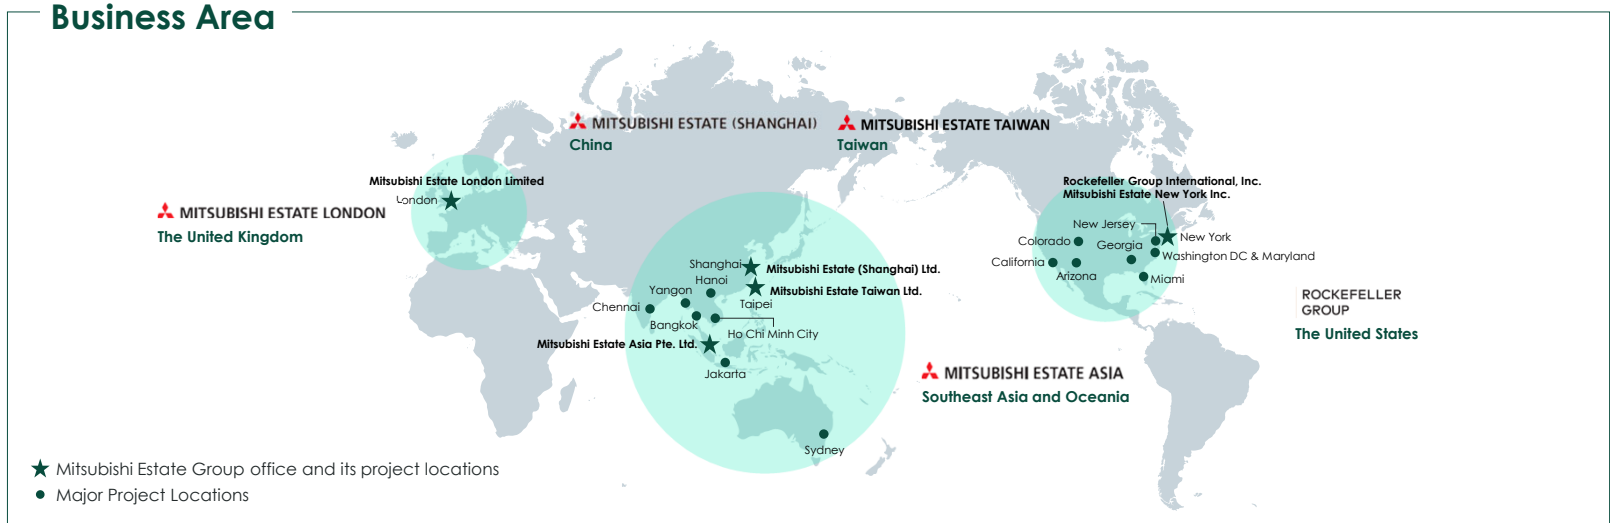 Business Area
MITSUBISHI ESTATE (SHANGHAI)
China
MITSUBISHI ESTATE TAIWAN
Taiwan
Mitsubishi Estate London Limited
London
MITSUBISHI ESTATE LONDON
The United Kingdom
Rockefeller Group International, Inc.
Mitsubishi Estate New York Inc.
New Jersey
New York
Colorado
Georgia
Washington DC & Maryland
California
Arizona
Miami
ROCKEFELLER
GROUP
The United States
Shanghai
Mitsubishi Estate (Shanghai) Ltd.
Hanoi
Yangon
Mitsubishi Estate Taiwan Ltd.
Taipei
Chennai
Bangkok
Ho Chi Minh City
Mitsubishi Estate Asia Pte. Ltd.
Jakarta
MITSUBISHI ESTATE ASIA
Southeast Asia and Oceania
Sydney
Mitsubishi Estate Group office and its project locations
Major Project Locations